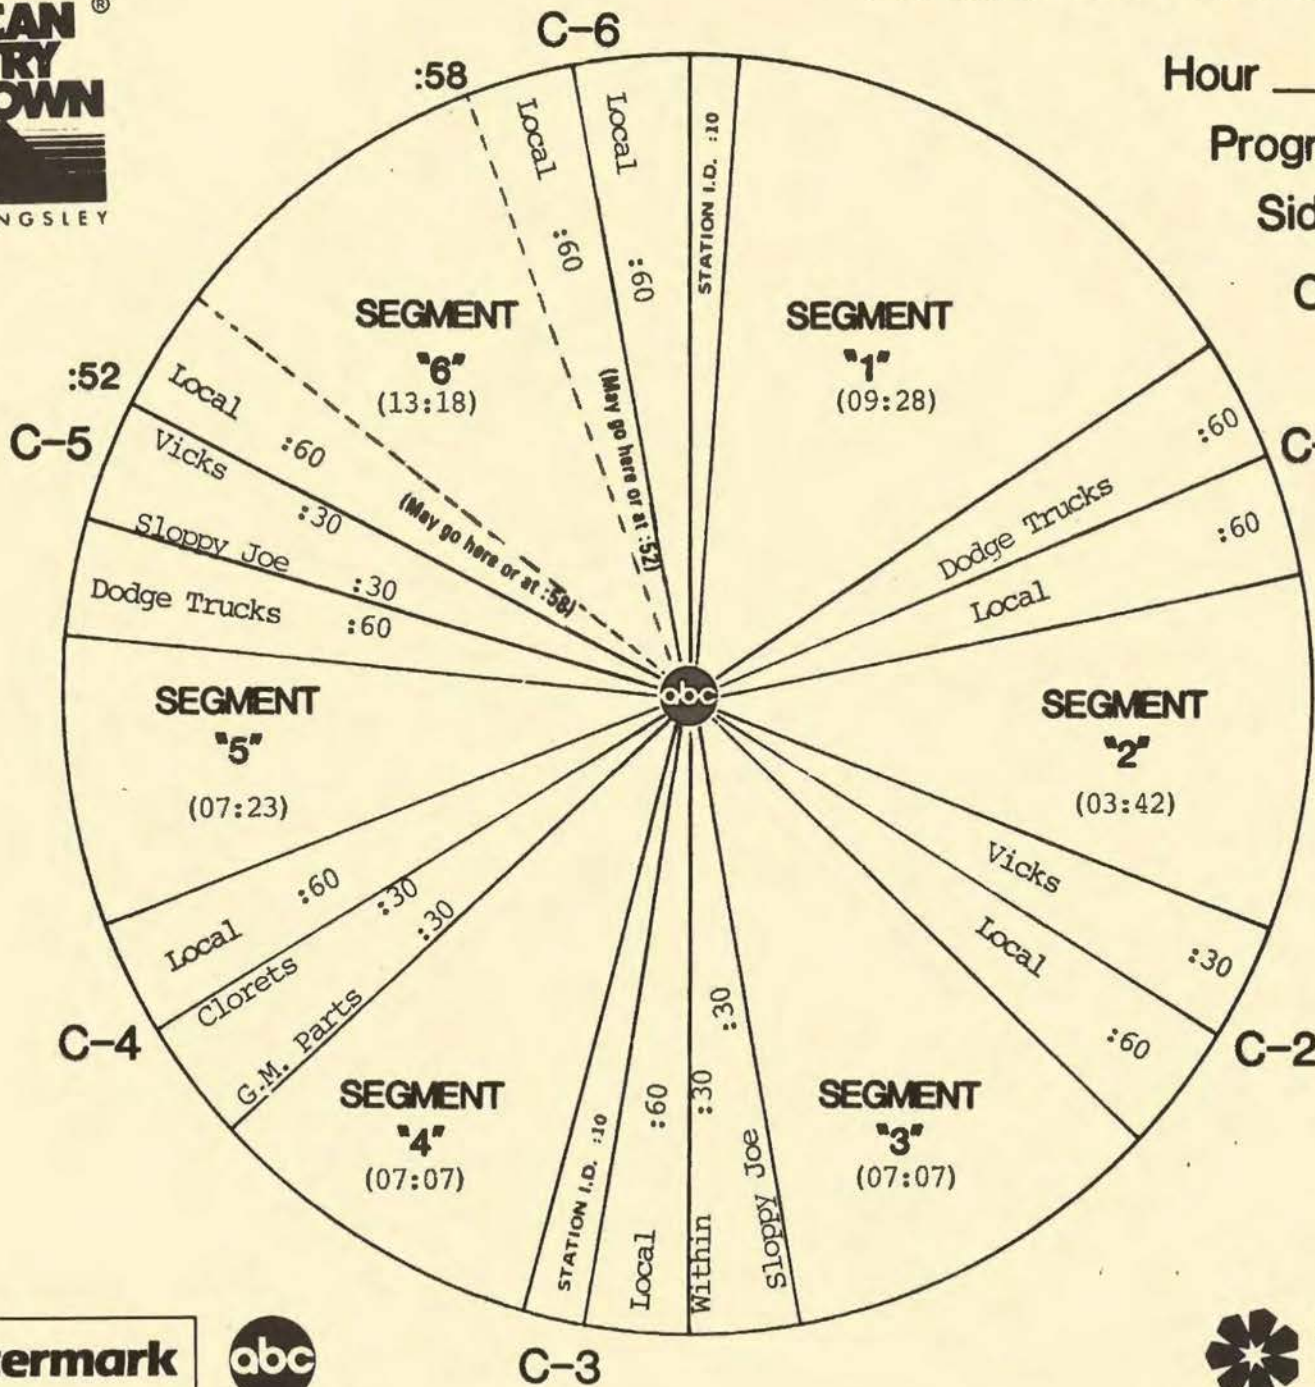 ®
NGSLEY
C-6
:58
Hour
Local :60
Local :60
STATION I.D. :10
(May go here or at :52)
SEGMENT
"1"
(09:28)
Dodge Trucks :60
Local :60
SEGMENT
"2"
(03:42)
Vicks :30
Local :60
C-2
SEGMENT
"3"
(07:07)
Sloppy Joe :30
Within :30
Local :60
STATION I.D. :10
C-3
SEGMENT
"4"
(07:07)
G.M. Parts :30
Clorets :30
Local :60
C-4
SEGMENT
"5"
(07:23)
Dodge Trucks :60
Sloppy Joe :30
Vicks :30
C-5
:52
Local :60
(May go here or at :58)
SEGMENT
"6"
(13:18)
abc
termark
abc